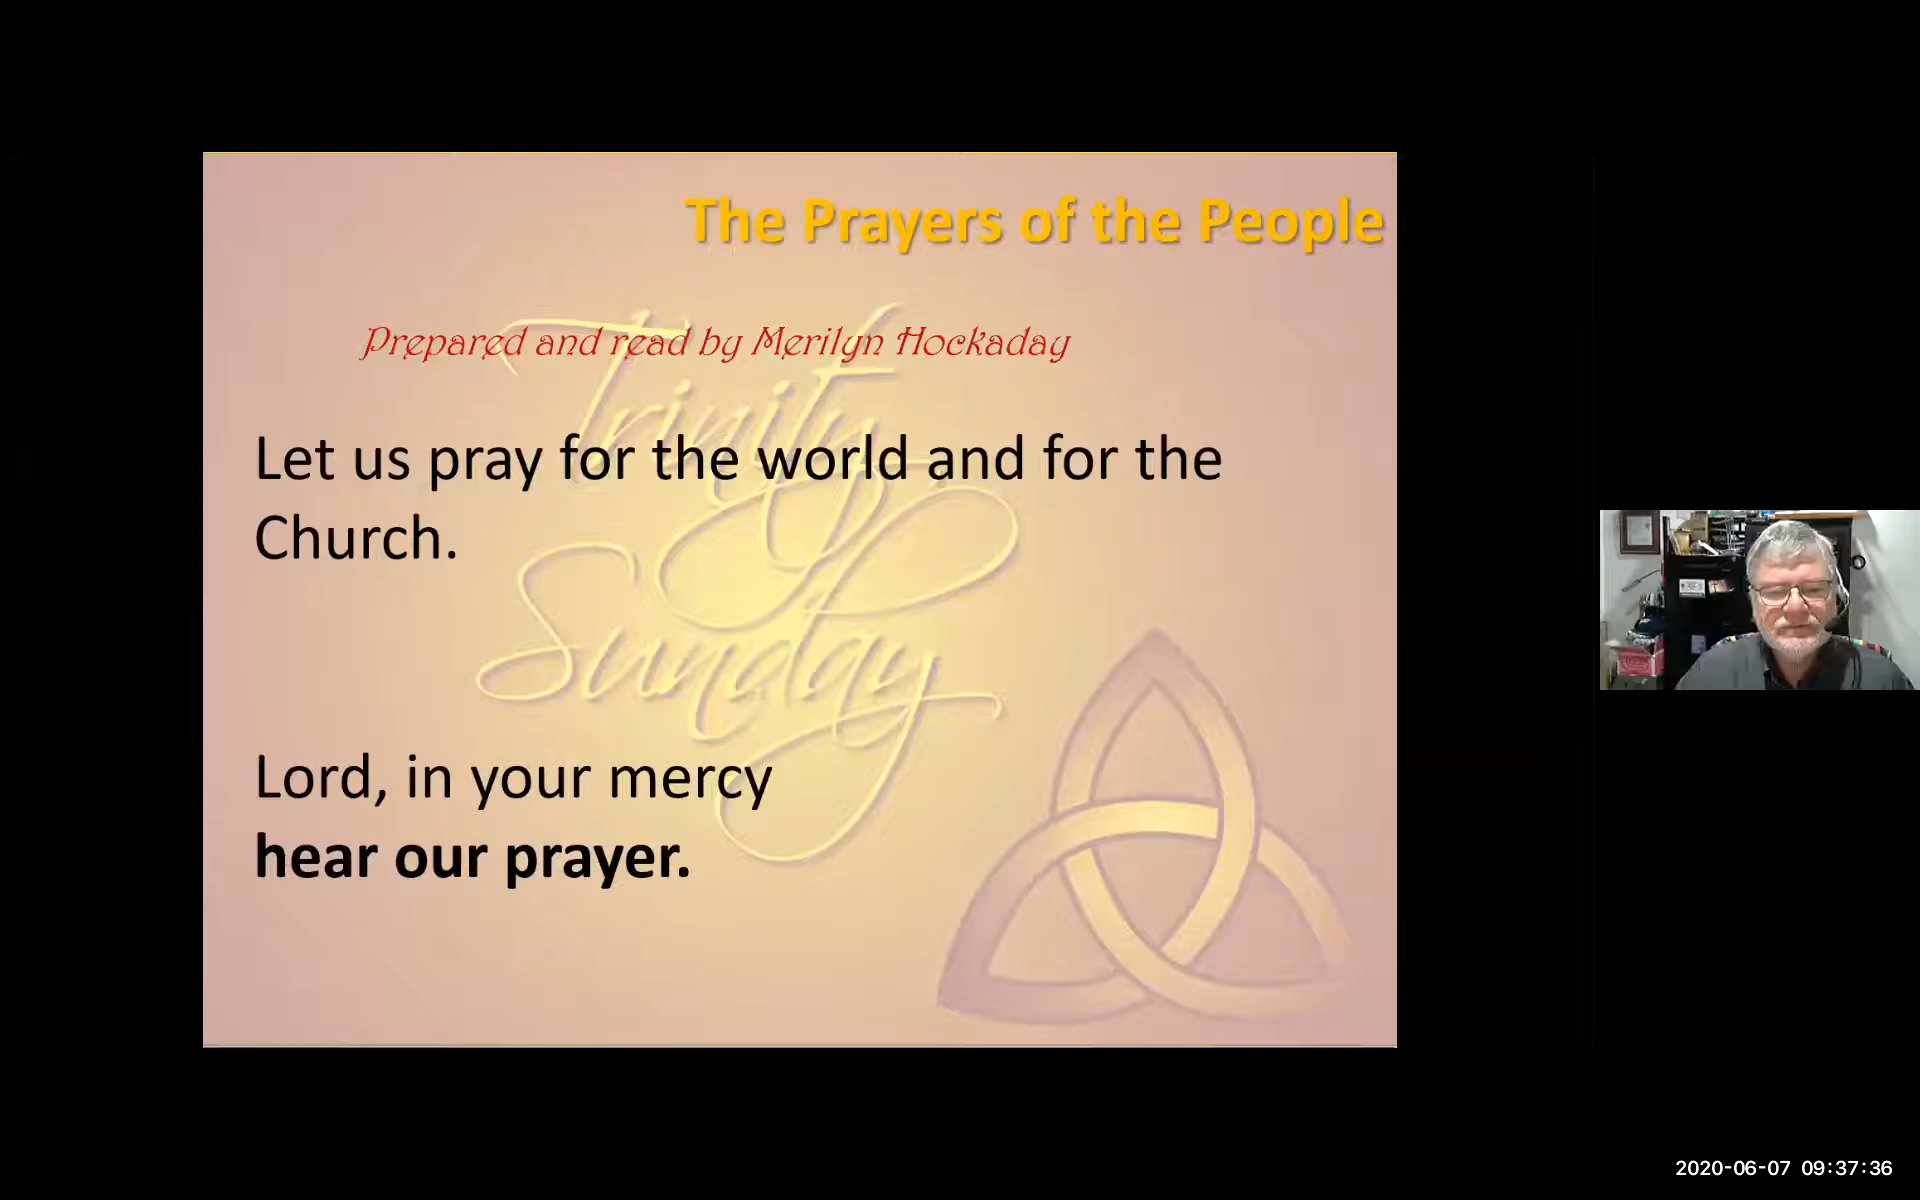 The Prayers of the People
Prepared and read by Merilyn Hockaday
Trinity
Let us pray for the world and for the
Church.
Sunday
Lord, in your mercy
hear our prayer.
2020-06-07 09:37:36